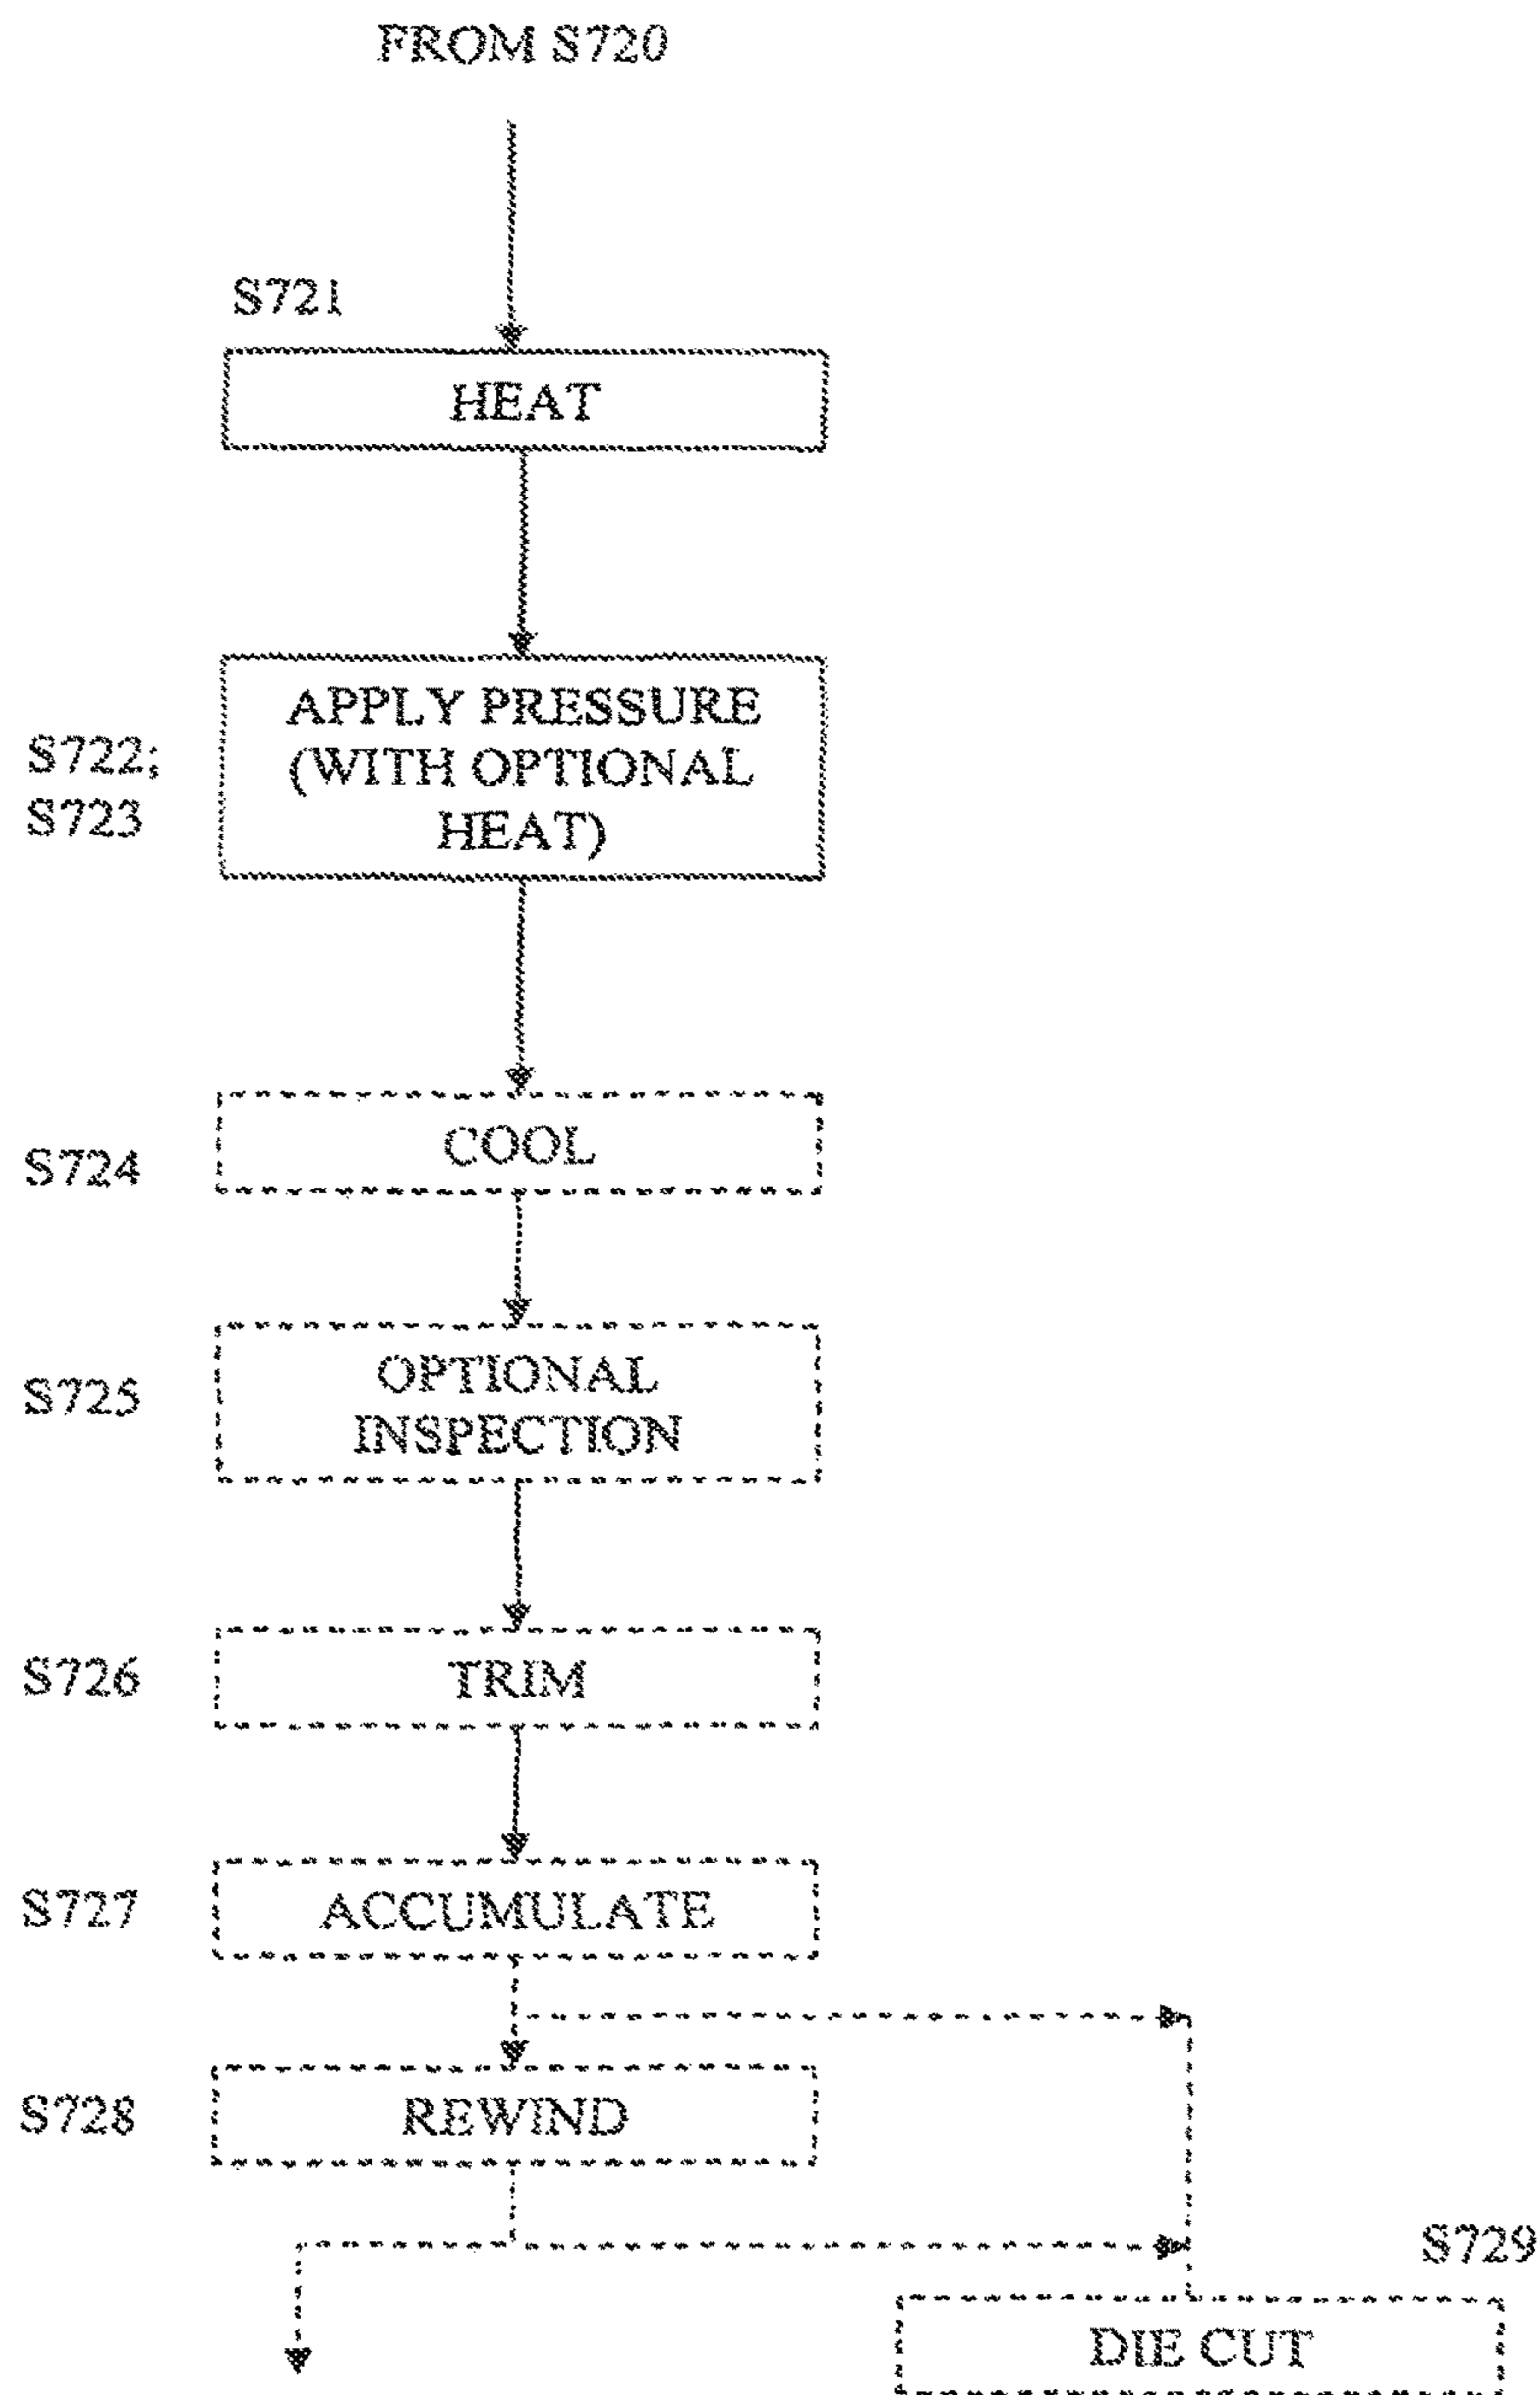 FROM S720
S721
HEAT
S722;
S723
APPLY PRESSURE
(WITH OPTIONAL
HEAT)
S724
COOL
S725
OPTIONAL
INSPECTION
S726
TRIM
S727
ACCUMULATE
S728
REWIND
S729
DIE CUT